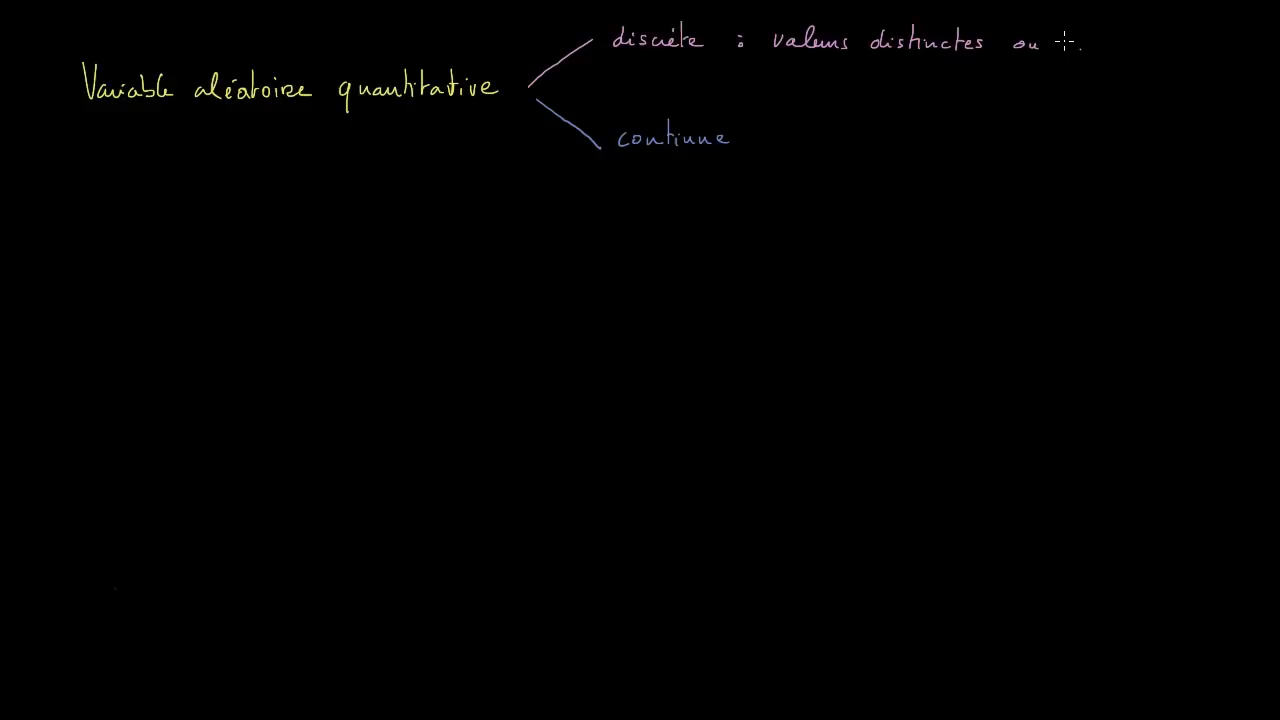 discrète : valeurs distinctes ou
Variable aléatoire quantitative
continue